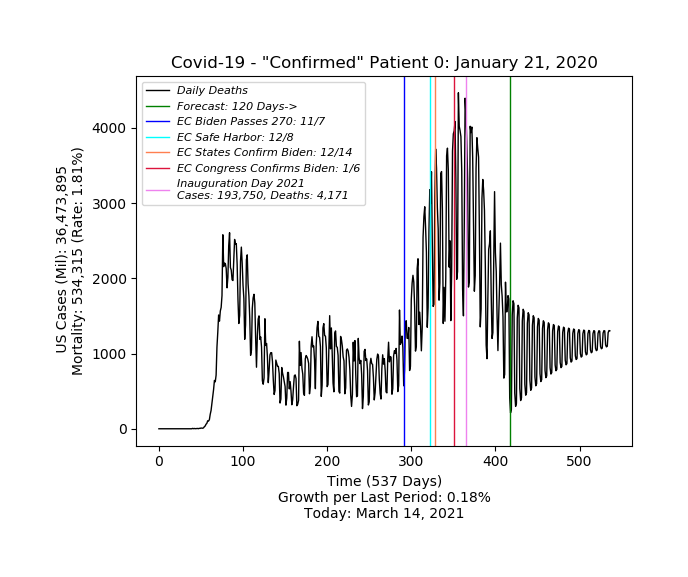 Covid-19 - "Confirmed" Patient 0: January 21, 2020
Daily Deaths
Forecast: 120 Days->
EC Biden Passes 270: 11/7
EC Safe Harbor: 12/8
EC States Confirm Biden: 12/14
EC Congress Confirms Biden: 1/6
Inauguration Day 2021
Cases: 193,750, Deaths: 4,171
US Cases (Mil): 36,473,895
Mortality: 534,315 (Rate: 1.81%)
4000
3000
2000
1000
0
0 100 200 300 400 500
Time (537 Days)
Growth per Last Period: 0.18%
Today: March 14, 2021